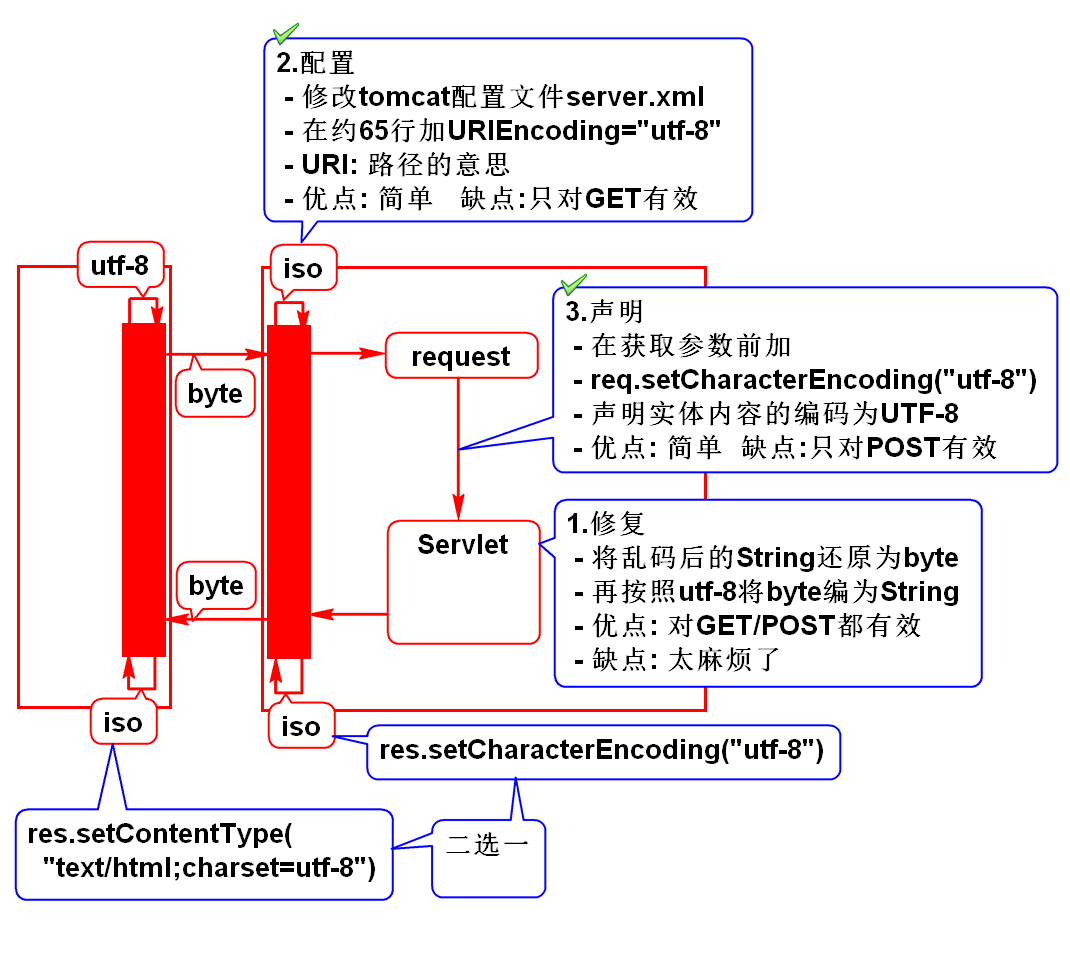 2.配置
- 修改tomcat配置文件server.xml
- 在约65行加URIEncoding="utf-8"
- URI: 路径的意思
- 优点: 简单 缺点:只对GET有效
utf-8
iso
3.声明
- 在获取参数前加
- req.setCharacterEncoding("utf-8")
- 声明实体内容的编码为UTF-8
- 优点: 简单 缺点:只对POST有效
request
byte
1.修复
- 将乱码后的String还原为byte
- 再按照utf-8将byte编为String
- 优点: 对GET/POST都有效
- 缺点: 太麻烦了
Servlet
byte
iso
iso
res.setCharacterEncoding("utf-8")
res.setContentType(
"text/html;charset=utf-8")
二选一